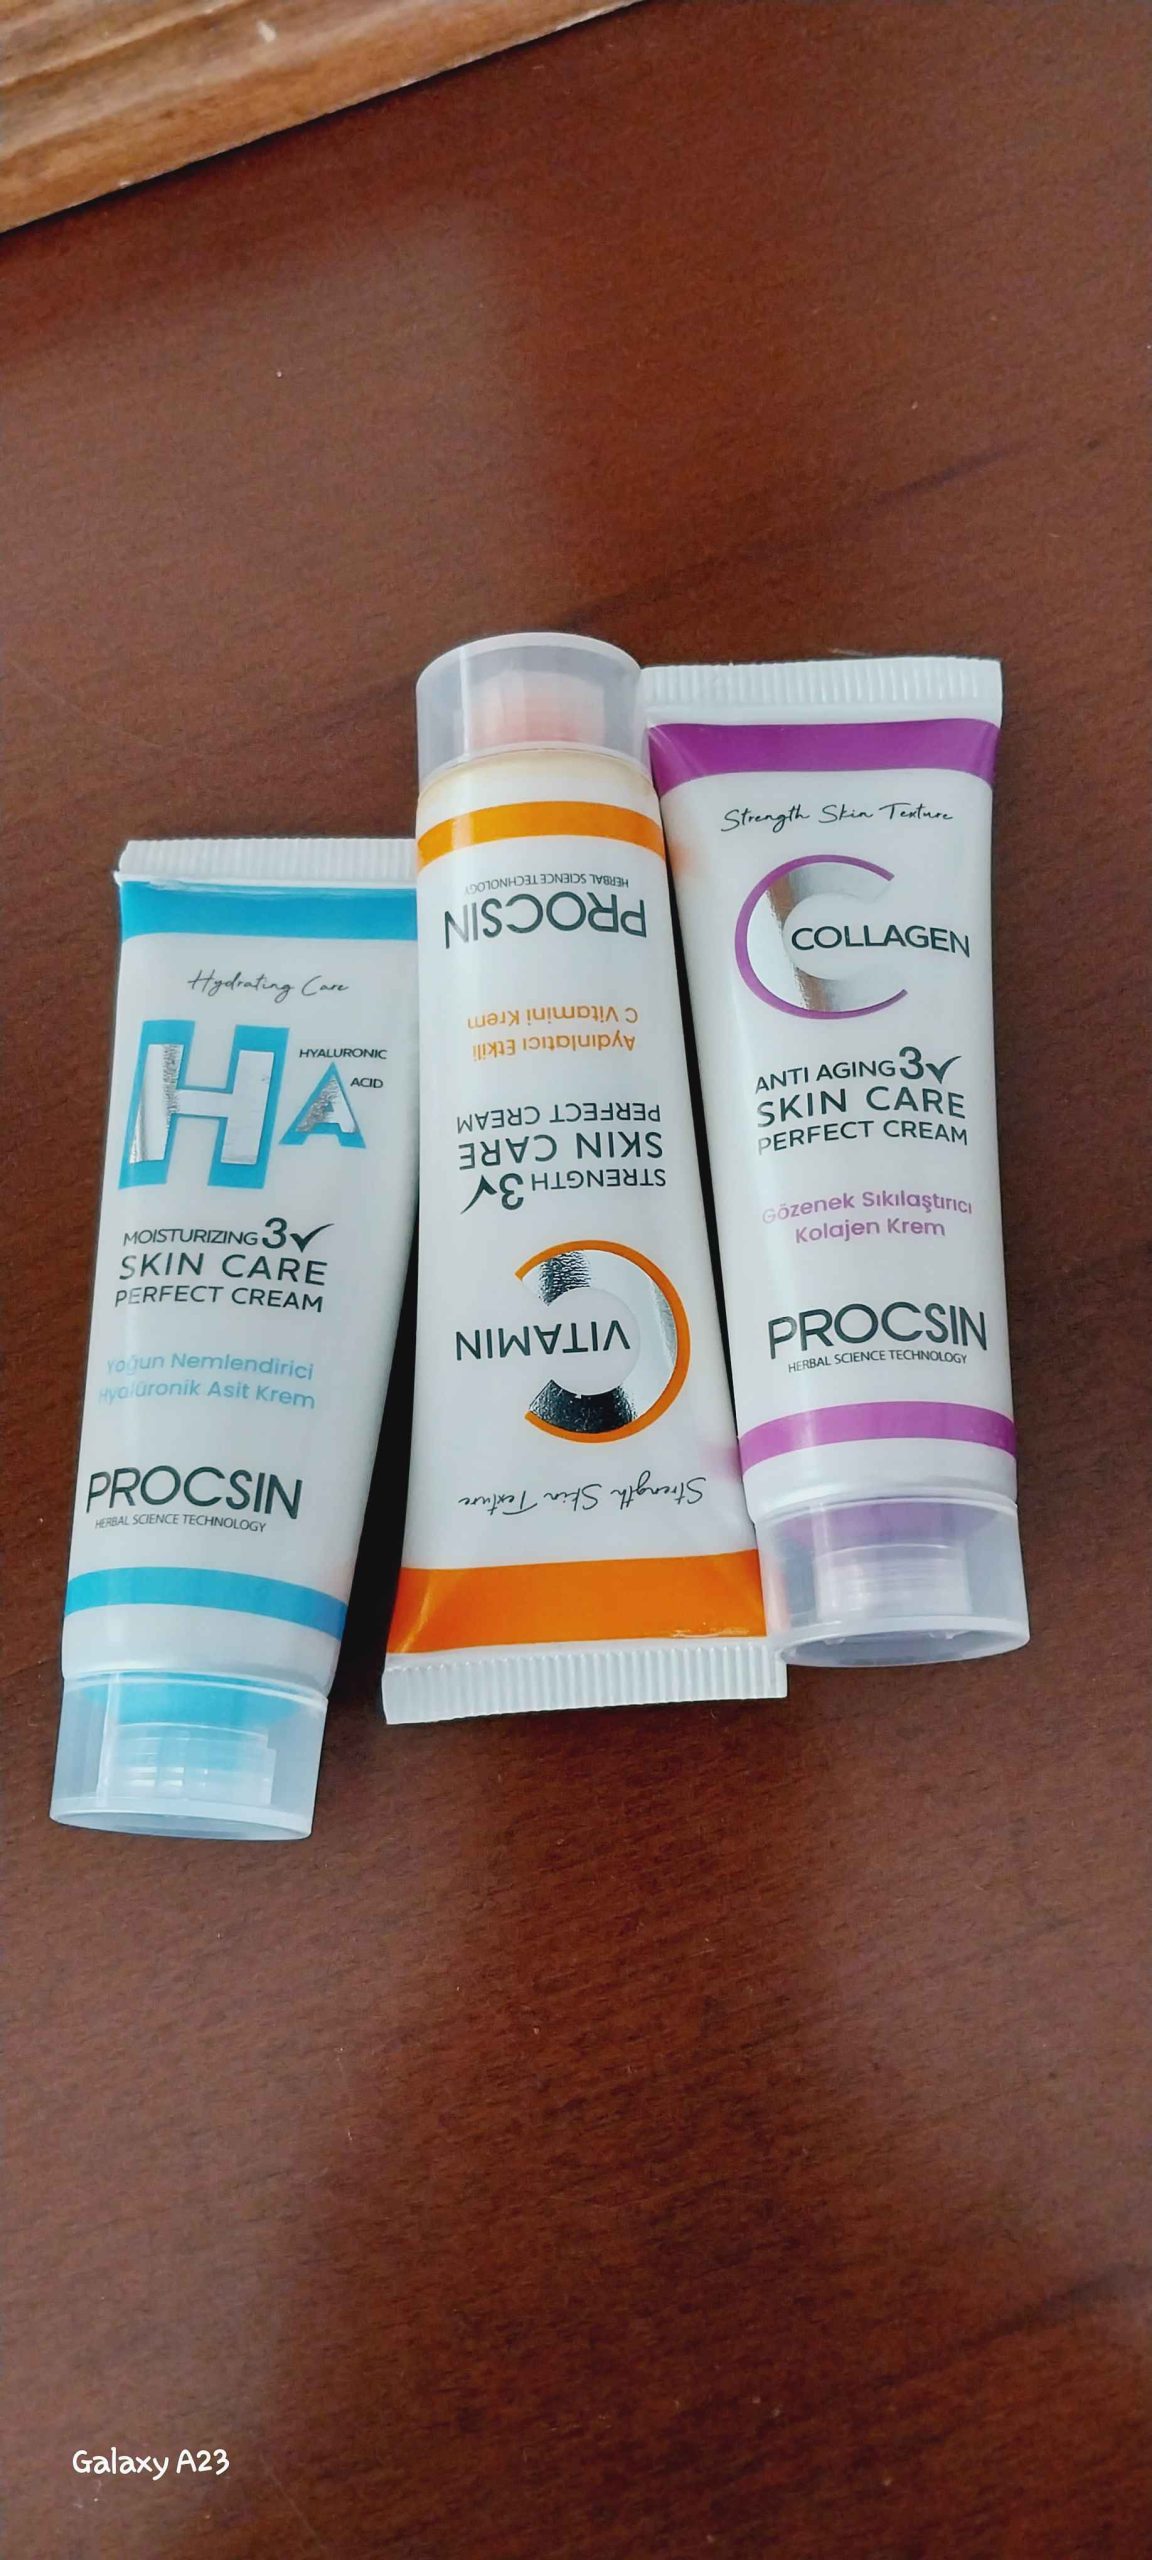 Hydrating Care
HA
HYALURONIC
ACID
MOISTURIZING 3✓
SKIN CARE
PERFECT CREAM
Yoğun Nemlendirici
Hyalüronik Asit Krem
PROCSIN
HERBAL SCIENCE TECHNOLOGY
Strength Skin Texture
C
VITAMIN
STRENGTH 3✓
SKIN CARE
PERFECT CREAM
Aydınlatıcı Etkili
C Vitamini Krem
PROCSIN
HERBAL SCIENCE TECHNOLOGY
Strength Skin Texture
C
COLLAGEN
ANTI AGING 3✓
SKIN CARE
PERFECT CREAM
Gözenek Sıkılaştırıcı
Kolajen Krem
PROCSIN
HERBAL SCIENCE TECHNOLOGY
Galaxy A23